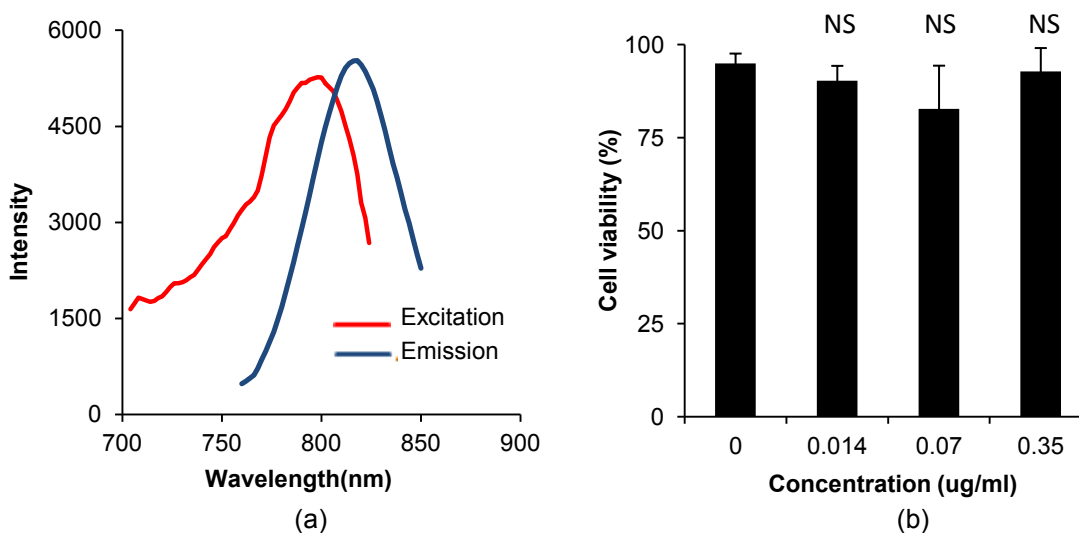 6000
4500
3000
1500
0
Intensity
Excitation
Emission
700 750 800 850 900
Wavelength(nm)
(a)
NS NS NS
100
75
50
25
0
Cell viability (%)
0 0.014 0.07 0.35
Concentration (ug/ml)
(b)